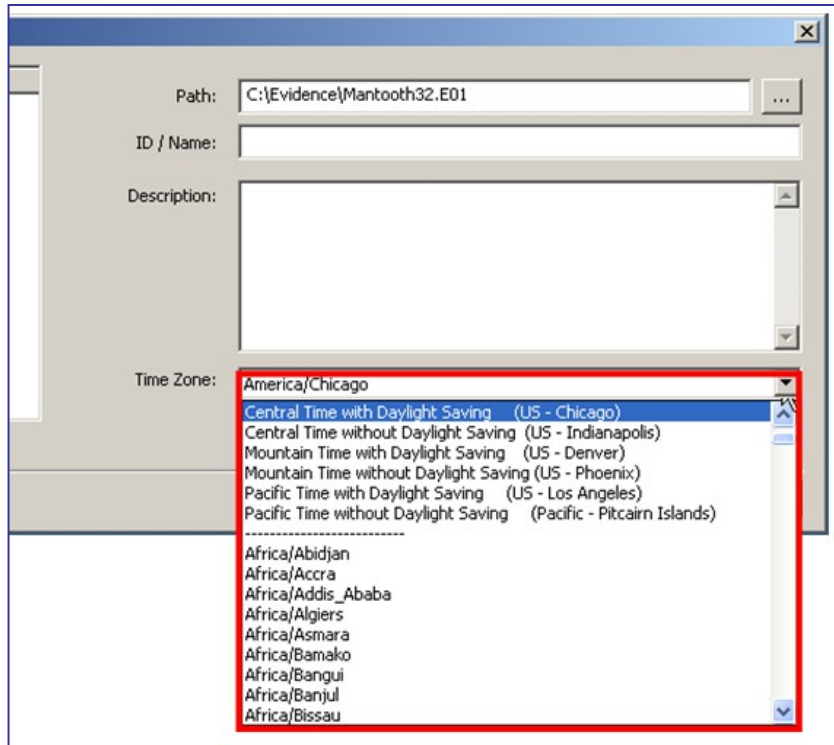 Path:
C:\Evidence\Mantooth32.E01
...
ID / Name:
Description:
Time Zone:
America/Chicago
Central Time with Daylight Saving (US - Chicago)
Central Time without Daylight Saving (US - Indianapolis)
Mountain Time with Daylight Saving (US - Denver)
Mountain Time without Daylight Saving (US - Phoenix)
Pacific Time with Daylight Saving (US - Los Angeles)
Pacific Time without Daylight Saving (Pacific - Pitcairn Islands)
--------------------------
Africa/Abidjan
Africa/Accra
Africa/Addis_Ababa
Africa/Algiers
Africa/Asmara
Africa/Bamako
Africa/Bangui
Africa/Banjul
Africa/Bissau